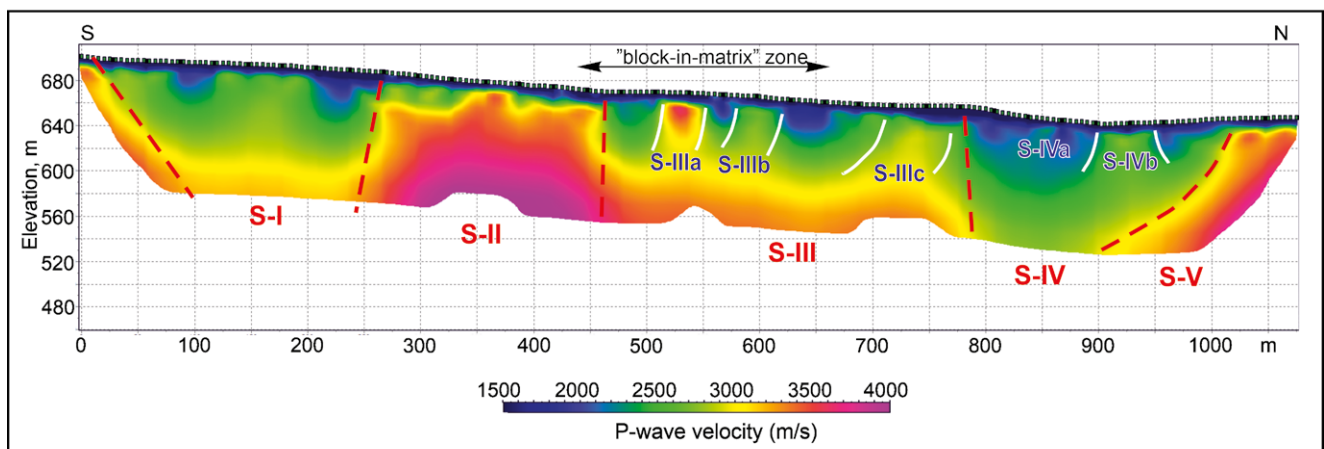 S N
"block-in-matrix" zone
Elevation, m
680
640
600
560
520
480
S-IIIa S-IIIb S-IIIc S-IVa S-IVb
S-I S-II S-III S-IV S-V
0 100 200 300 400 500 600 700 800 900 1000 m
1500 2000 2500 3000 3500 4000
P-wave velocity (m/s)